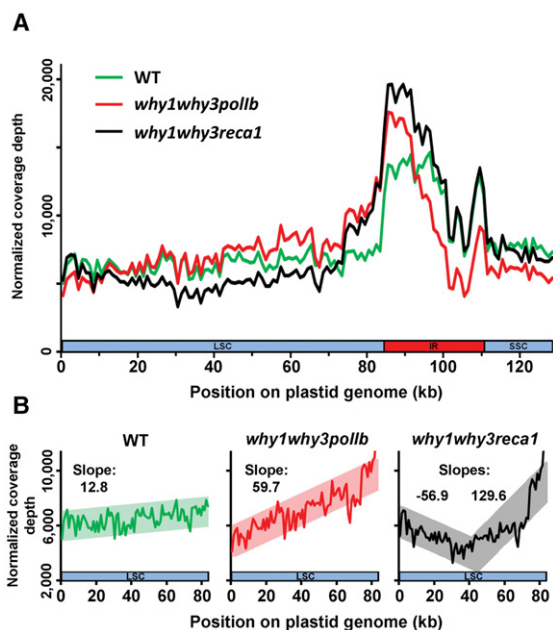 A
Normalized coverage depth
20,000
10,000
0
WT
why1why3polIb
why1why3reca1
LSC
IR
SSC
0 20 40 60 80 100 120
Position on plastid genome (kb)
B
WT
why1why3polIb
why1why3reca1
Normalized coverage depth
10,000
6,000
2,000
Slope:
12.8
Slope:
59.7
Slopes:
-56.9 129.6
LSC
LSC
LSC
0 20 40 60 80
0 20 40 60 80
0 20 40 60 80
Position on plastid genome (kb)